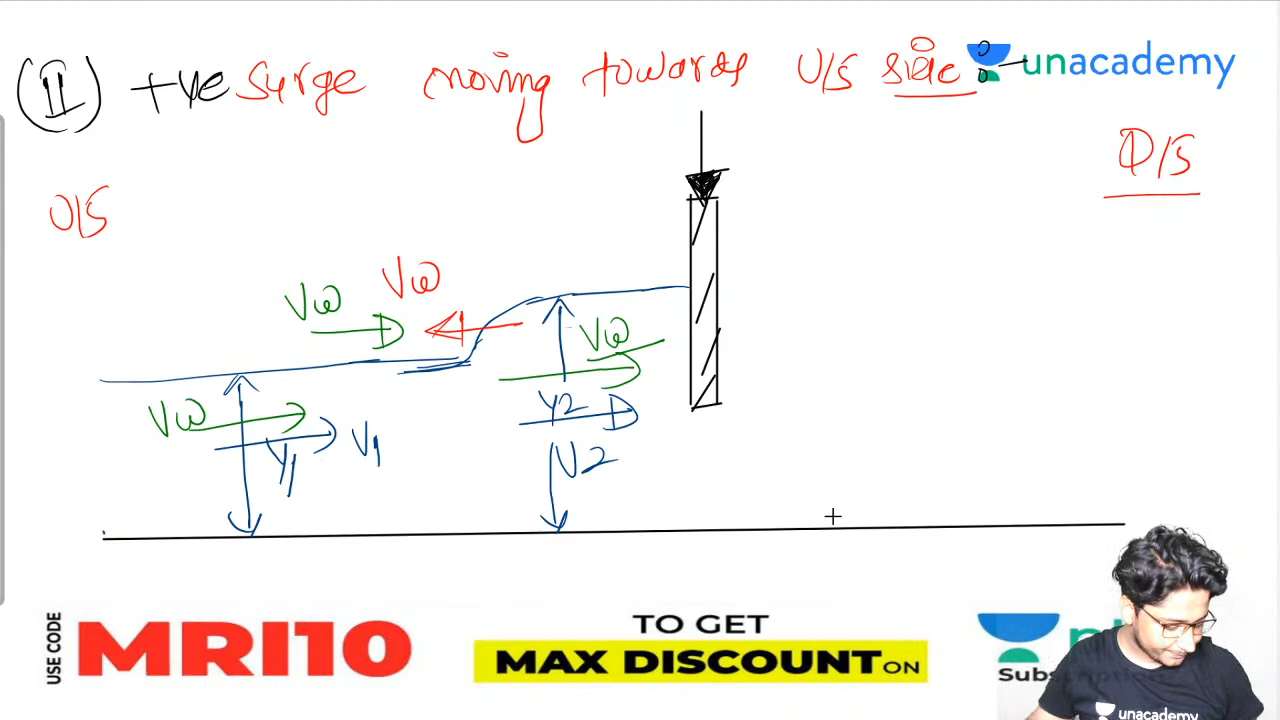 (II) +ve Surge moving towards U/S side :-
unacademy
D/S
U/S
Vω
Vω
Vω
Vω
Y2
Y1
V1
V2
USE CODE
MRI10
TO GET
MAX DISCOUNT ON
Subscription
unacademy